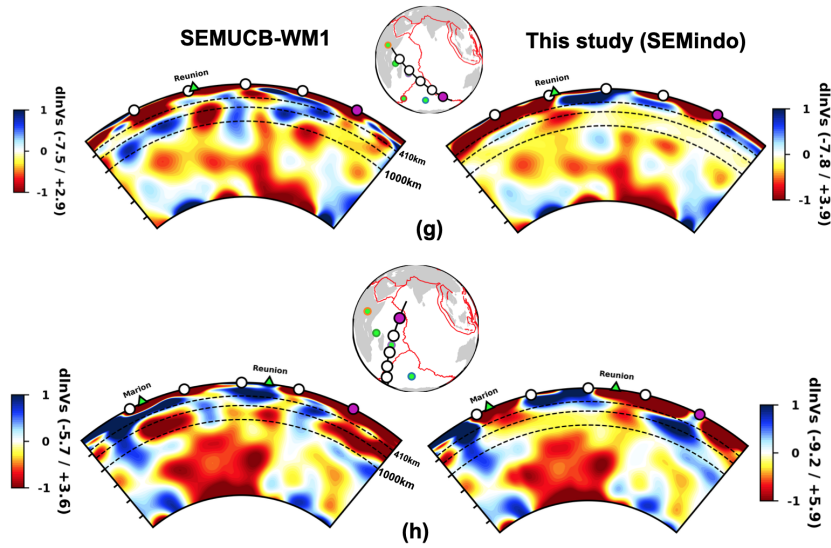 SEMUCB-WM1
This study (SEMindo)
Reunion
Reunion
dlnVs (-7.5 / +2.9)
1
0
-1
410km
1000km
1
0
-1
dlnVs (-7.8 / +3.9)
(g)
dlnVs (-5.7 / +3.6)
1
0
-1
Marion
Reunion
410km
1000km
Marion
Reunion
1
0
-1
dlnVs (-9.2 / +5.9)
(h)